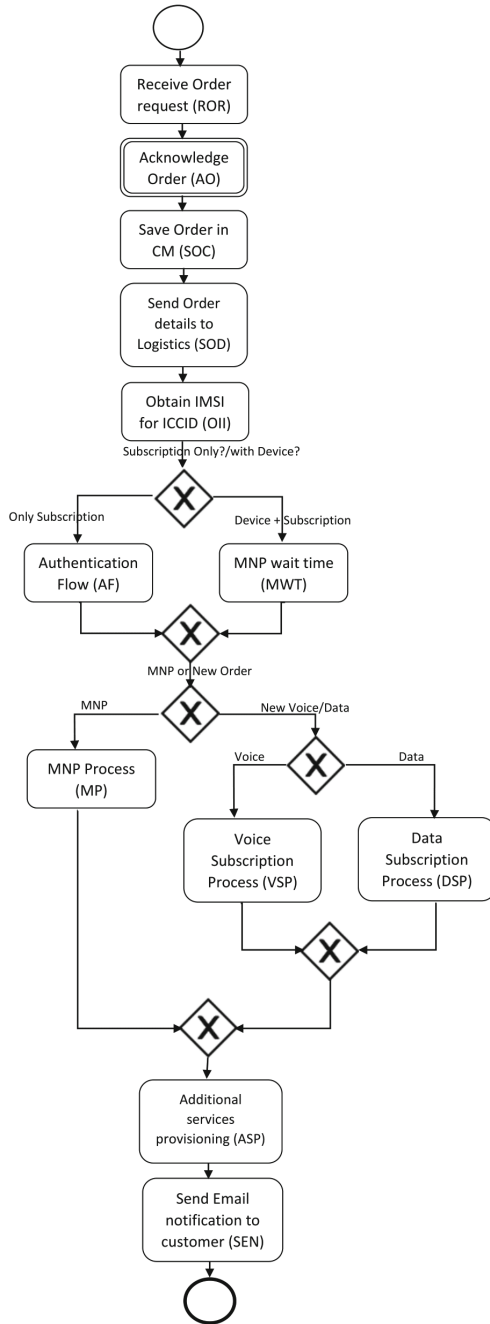 Receive Order
request (ROR)
Acknowledge
Order (AO)
Save Order in
CM (SOC)
Send Order
details to
Logistics (SOD)
Obtain IMSI
for ICCID (OII)
Subscription Only?/with Device?
X
Only Subscription
Device + Subscription
Authentication
Flow (AF)
MNP wait time
(MWT)
X
MNP or New Order
MNP
X
New Voice/Data
MNP Process
(MP)
Voice
X
Data
Voice
Subscription
Process (VSP)
Data
Subscription
Process (DSP)
X
X
Additional
services
provisioning (ASP)
Send Email
notification to
customer (SEN)